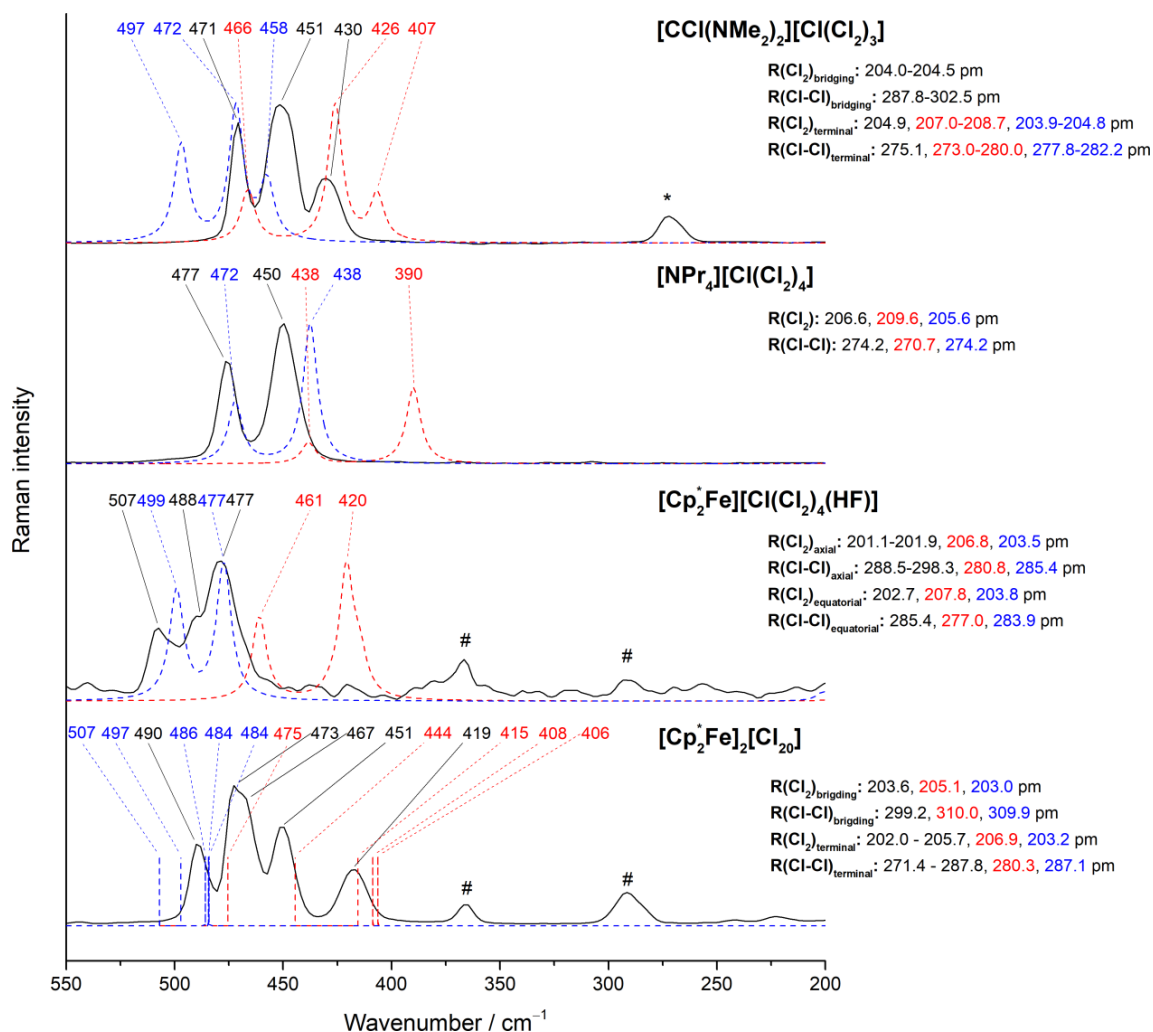 497 472 471 466 458 451 430 426 407
[CCl(NMe₂)₂][Cl(Cl₂)₃]
R(Cl₂)bridging: 204.0-204.5 pm
R(Cl-Cl)bridging: 287.8-302.5 pm
R(Cl₂)terminal: 204.9, 207.0-208.7, 203.9-204.8 pm
R(Cl-Cl)terminal: 275.1, 273.0-280.0, 277.8-282.2 pm
*
477 472 450 438 438 390
[NPr₄][Cl(Cl₂)₄]
R(Cl₂): 206.6, 209.6, 205.6 pm
R(Cl-Cl): 274.2, 270.7, 274.2 pm
Raman intensity
507 499 488 477 477 461 420
[Cp*₂Fe][Cl(Cl₂)₄(HF)]
R(Cl₂)axial: 201.1-201.9, 206.8, 203.5 pm
R(Cl-Cl)axial: 288.5-298.3, 280.8, 285.4 pm
R(Cl₂)equatorial: 202.7, 207.8, 203.8 pm
R(Cl-Cl)equatorial: 285.4, 277.0, 283.9 pm
# #
507 497 490 486 484 484 475 473 467 451 444 419 415 408 406
[Cp*₂Fe]₂[Cl₂₀]
R(Cl₂)brigding: 203.6, 205.1, 203.0 pm
R(Cl-Cl)brigding: 299.2, 310.0, 309.9 pm
R(Cl₂)terminal: 202.0 - 205.7, 206.9, 203.2 pm
R(Cl-Cl)terminal: 271.4 - 287.8, 280.3, 287.1 pm
# #
550 500 450 400 350 300 250 200
Wavenumber / cm⁻¹